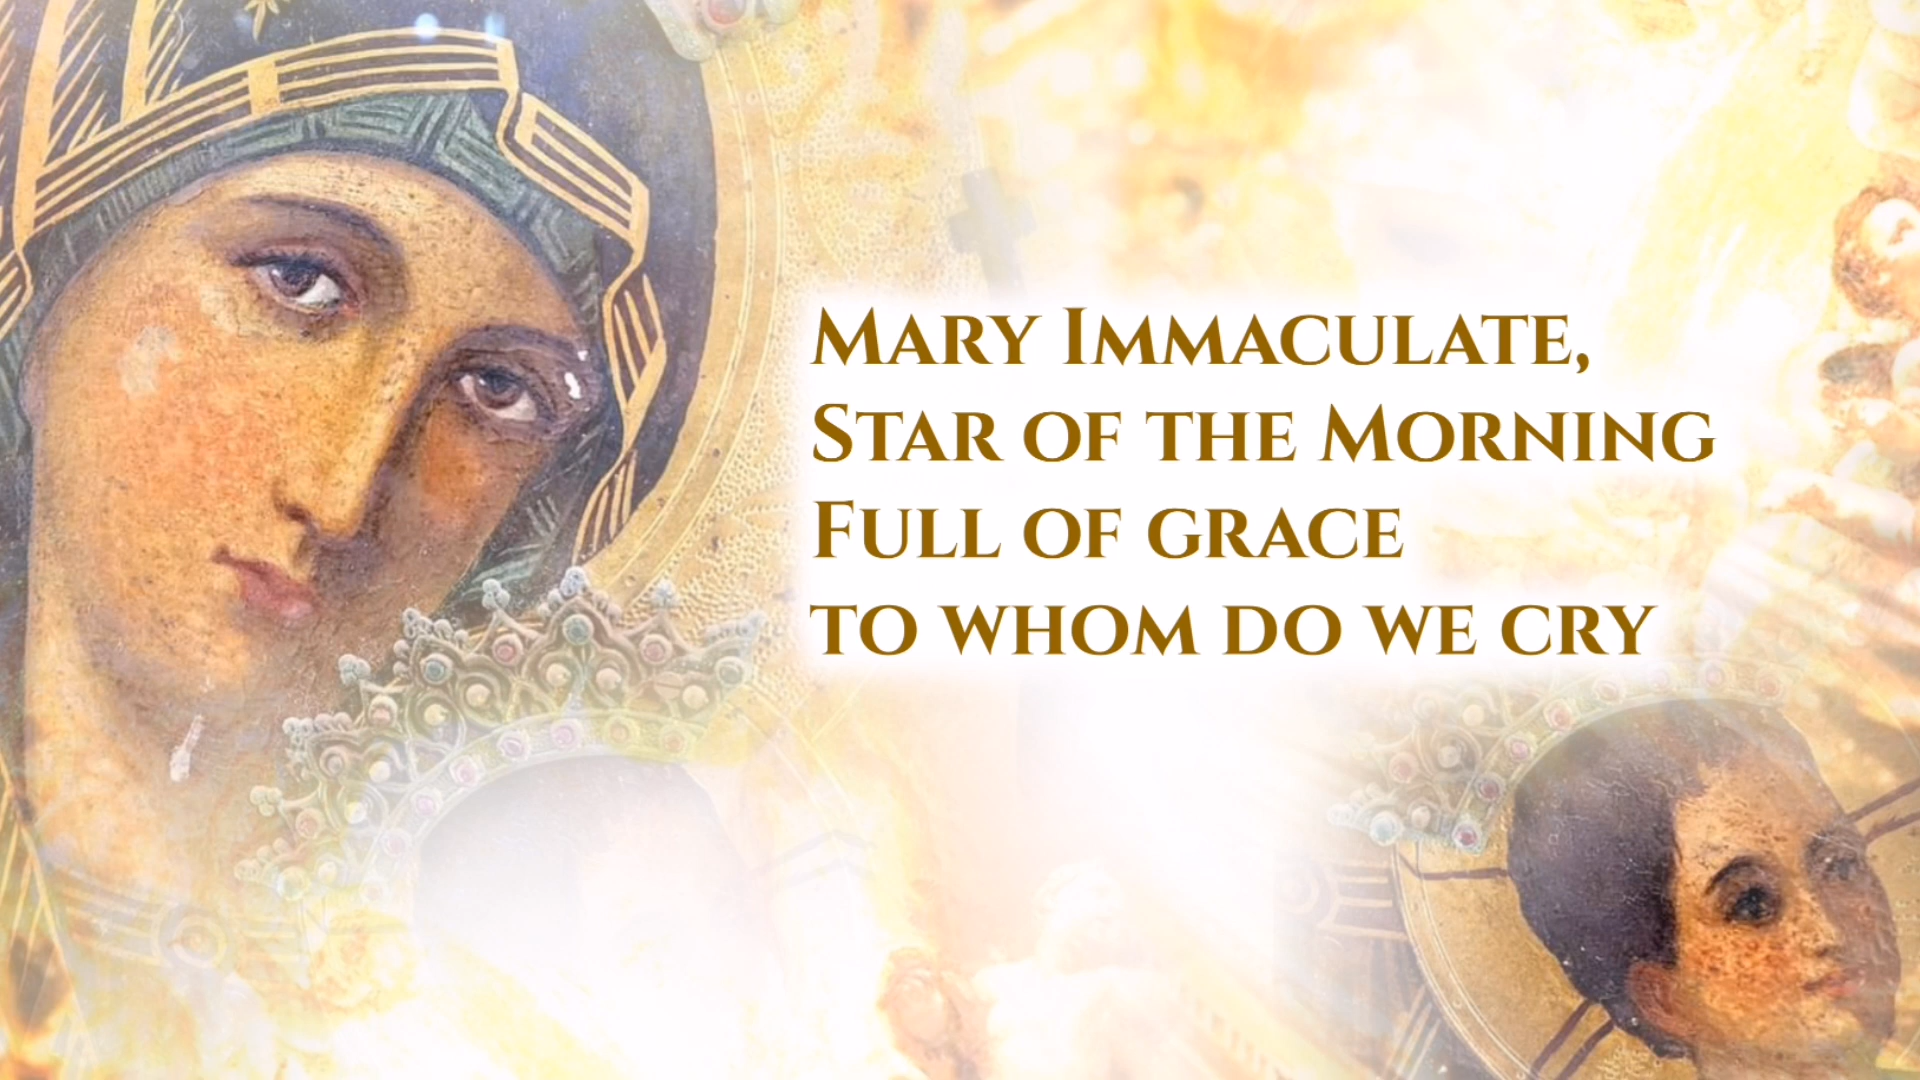 Mary Immaculate,
Star of the Morning
Full of grace
to whom do we cry